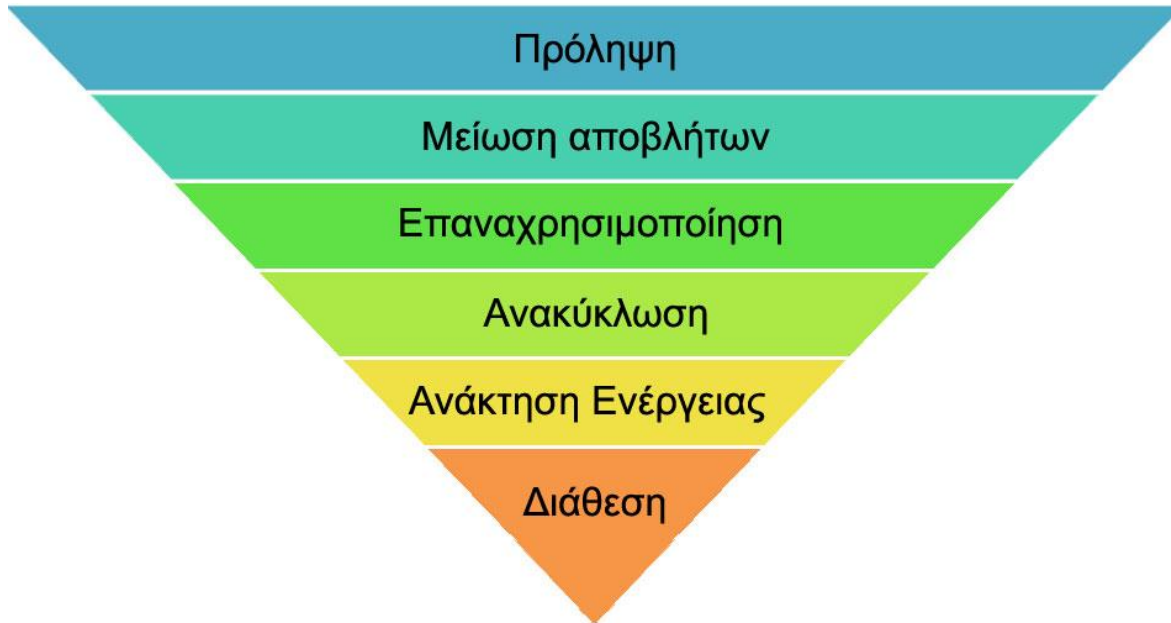 Πρόληψη
Μείωση αποβλήτων
Επαναχρησιμοποίηση
Ανακύκλωση
Ανάκτηση Ενέργειας
Διάθεση